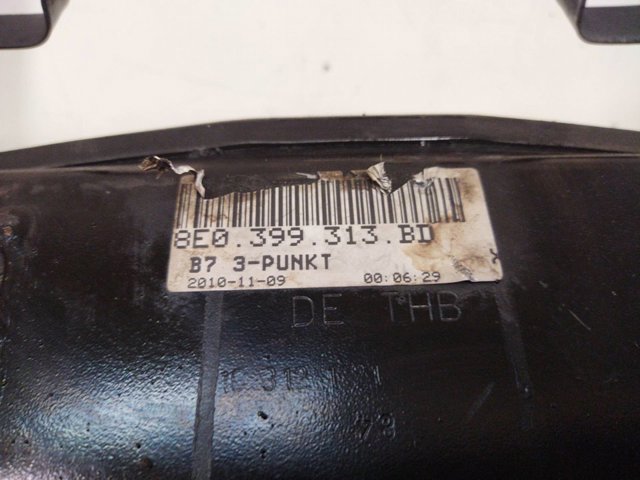 8E0.399.313.BD
B7 3-PUNKT
2010-11-09 00:06:29
DE THB